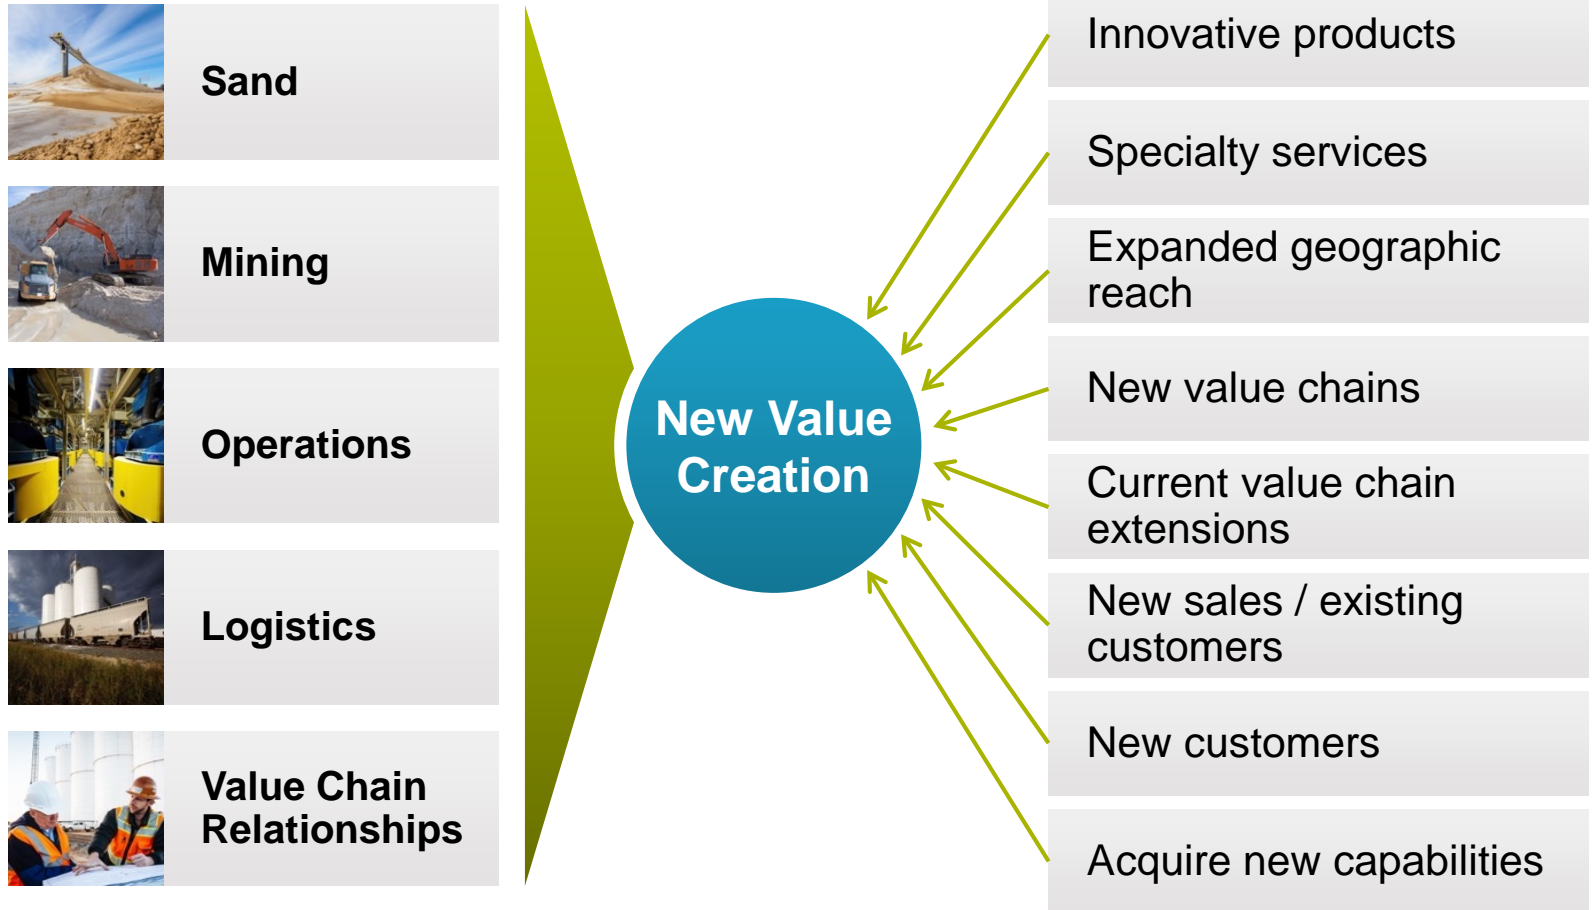 Sand
Mining
Operations
Logistics
Value Chain
Relationships
New Value
Creation
Innovative products
Specialty services
Expanded geographic
reach
New value chains
Current value chain
extensions
New sales / existing
customers
New customers
Acquire new capabilities